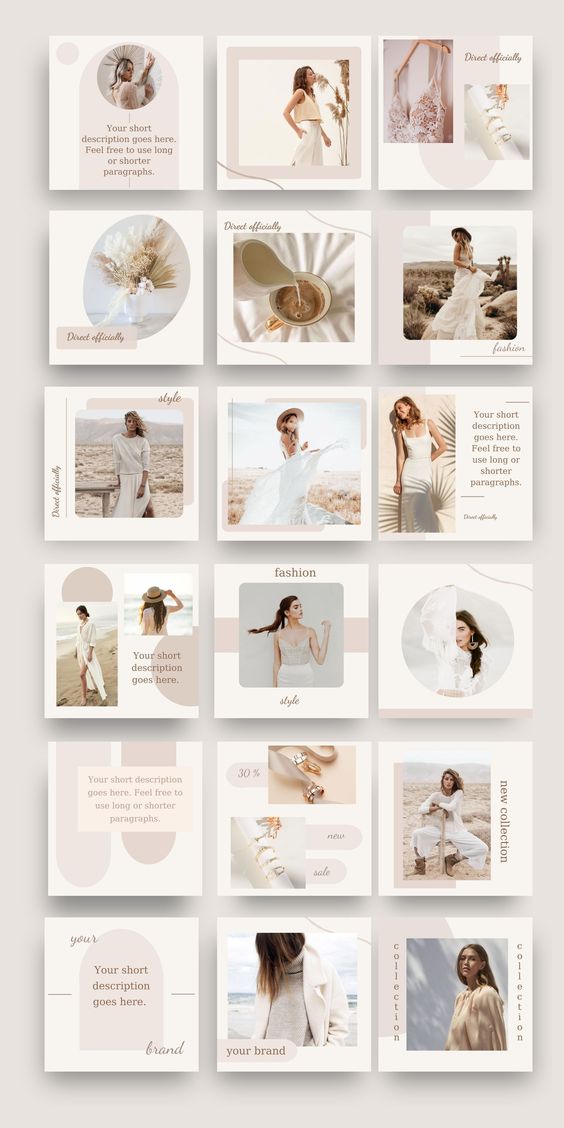 Your short
description goes here.
Feel free to use long
or shorter
paragraphs.
Direct officially
Direct officially
Direct officially
fashion
style
Direct officially
Your short
description
goes here.
Feel free to
use long or
shorter
paragraphs.
Direct officially
Your short
description
goes here.
fashion
style
Your short description
goes here. Feel free to
use long or shorter
paragraphs.
30 %
new
sale
new collection
your
Your short
description
goes here.
brand
your brand
collection
collection